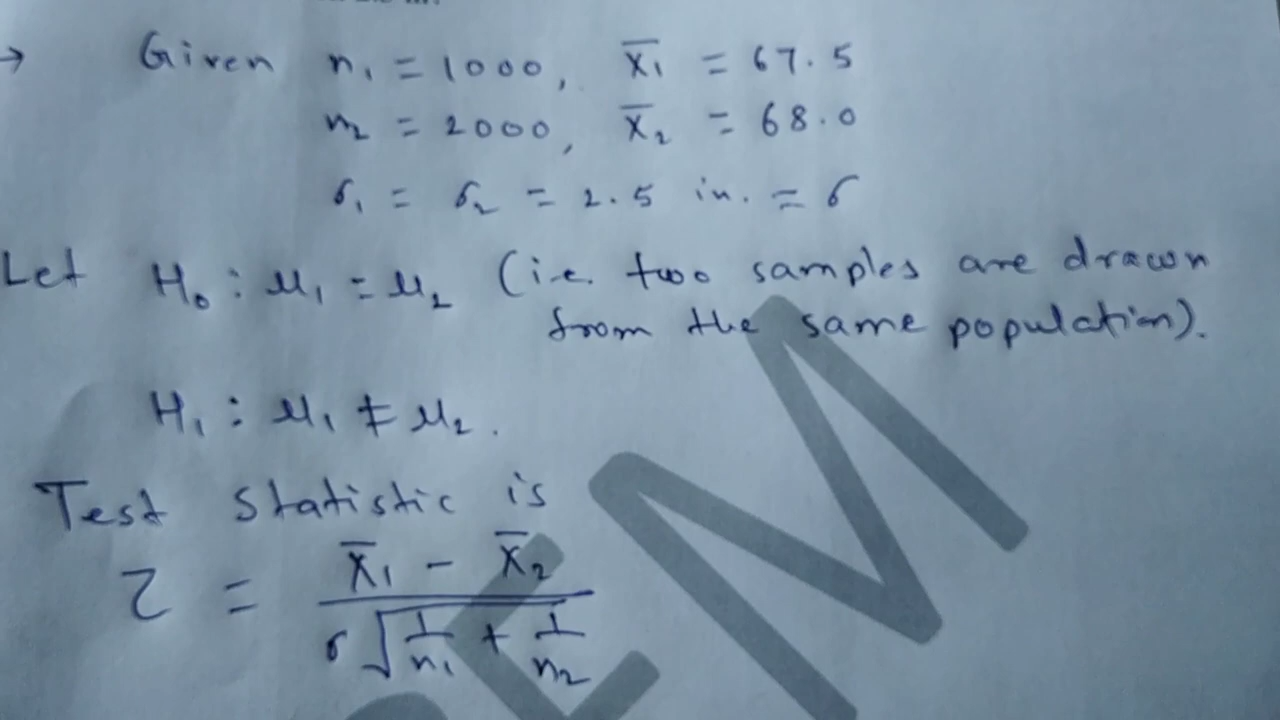 → Given n₁ = 1000, x̄₁ = 67.5
n₂ = 2000, x̄₂ = 68.0
σ₁ = σ₂ = 2.5 in. = σ
Let H₀ : μ₁ = μ₂ (i.e. two samples are drawn
from the same population).
H₁ : μ₁ ≠ μ₂.
Test statistic is
Z = (x̄₁ - x̄₂) / (σ √(1/n₁ + 1/n₂))